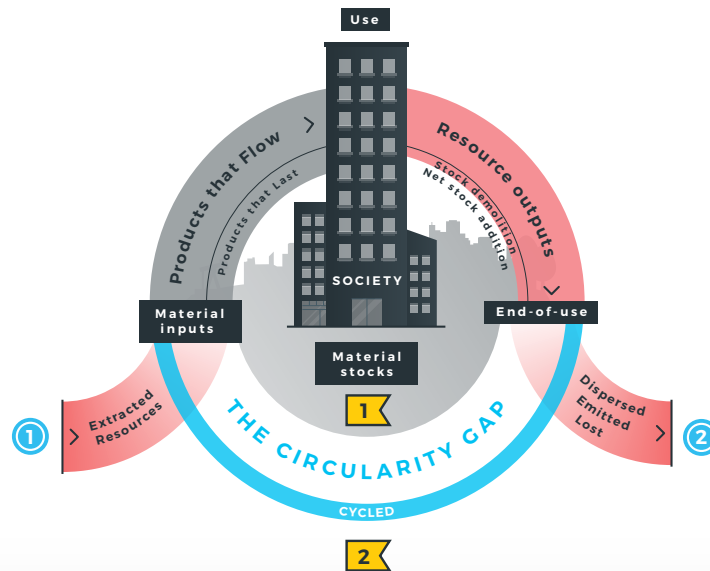 Use
Products that Flow
Products that Last
Resource outputs
Stock demolition
Net stock addition
SOCIETY
Material
inputs
End-of-use
Material
stocks
1
Extracted
Resources
1
THE CIRCULARITY GAP
Dispersed
Emitted
Lost
2
CYCLED
2